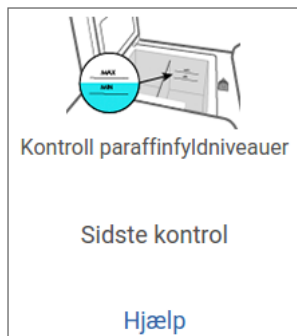 MAX
MIN
Kontroll paraffinfyldniveauer
Sidste kontrol
Hjælp